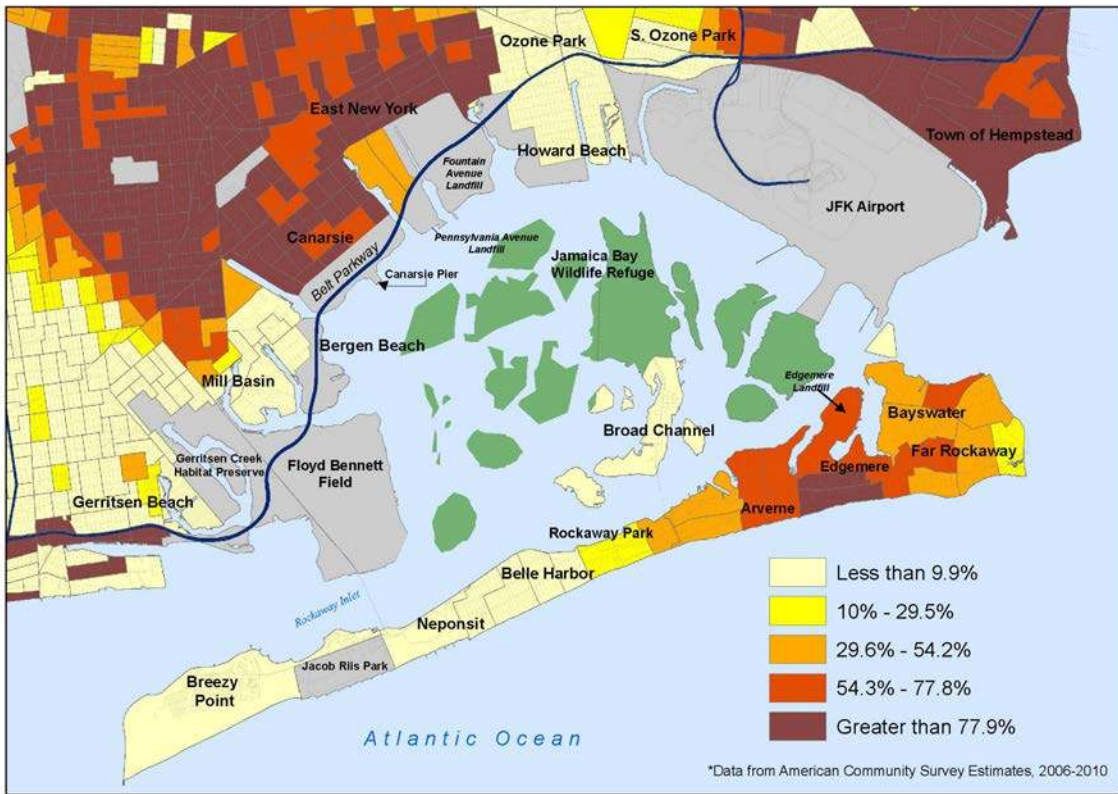 Ozone Park
S. Ozone Park
East New York
Town of Hempstead
Howard Beach
Fountain
Avenue
Landfill
JFK Airport
Canarsie
Pennsylvania Avenue
Landfill
Jamaica Bay
Wildlife Refuge
Belt Parkway
Canarsie Pier
Bergen Beach
Mill Basin
Edgemere
Landfill
Bayswater
Broad Channel
Far Rockaway
Gerritsen Creek
Habitat Preserve
Floyd Bennett
Field
Edgemere
Gerritsen Beach
Arverne
Rockaway Park
Belle Harbor
Rockaway Inlet
Neponsit
Jacob Riis Park
Breezy
Point
Atlantic Ocean
Less than 9.9%
10% - 29.5%
29.6% - 54.2%
54.3% - 77.8%
Greater than 77.9%
*Data from American Community Survey Estimates, 2006-2010